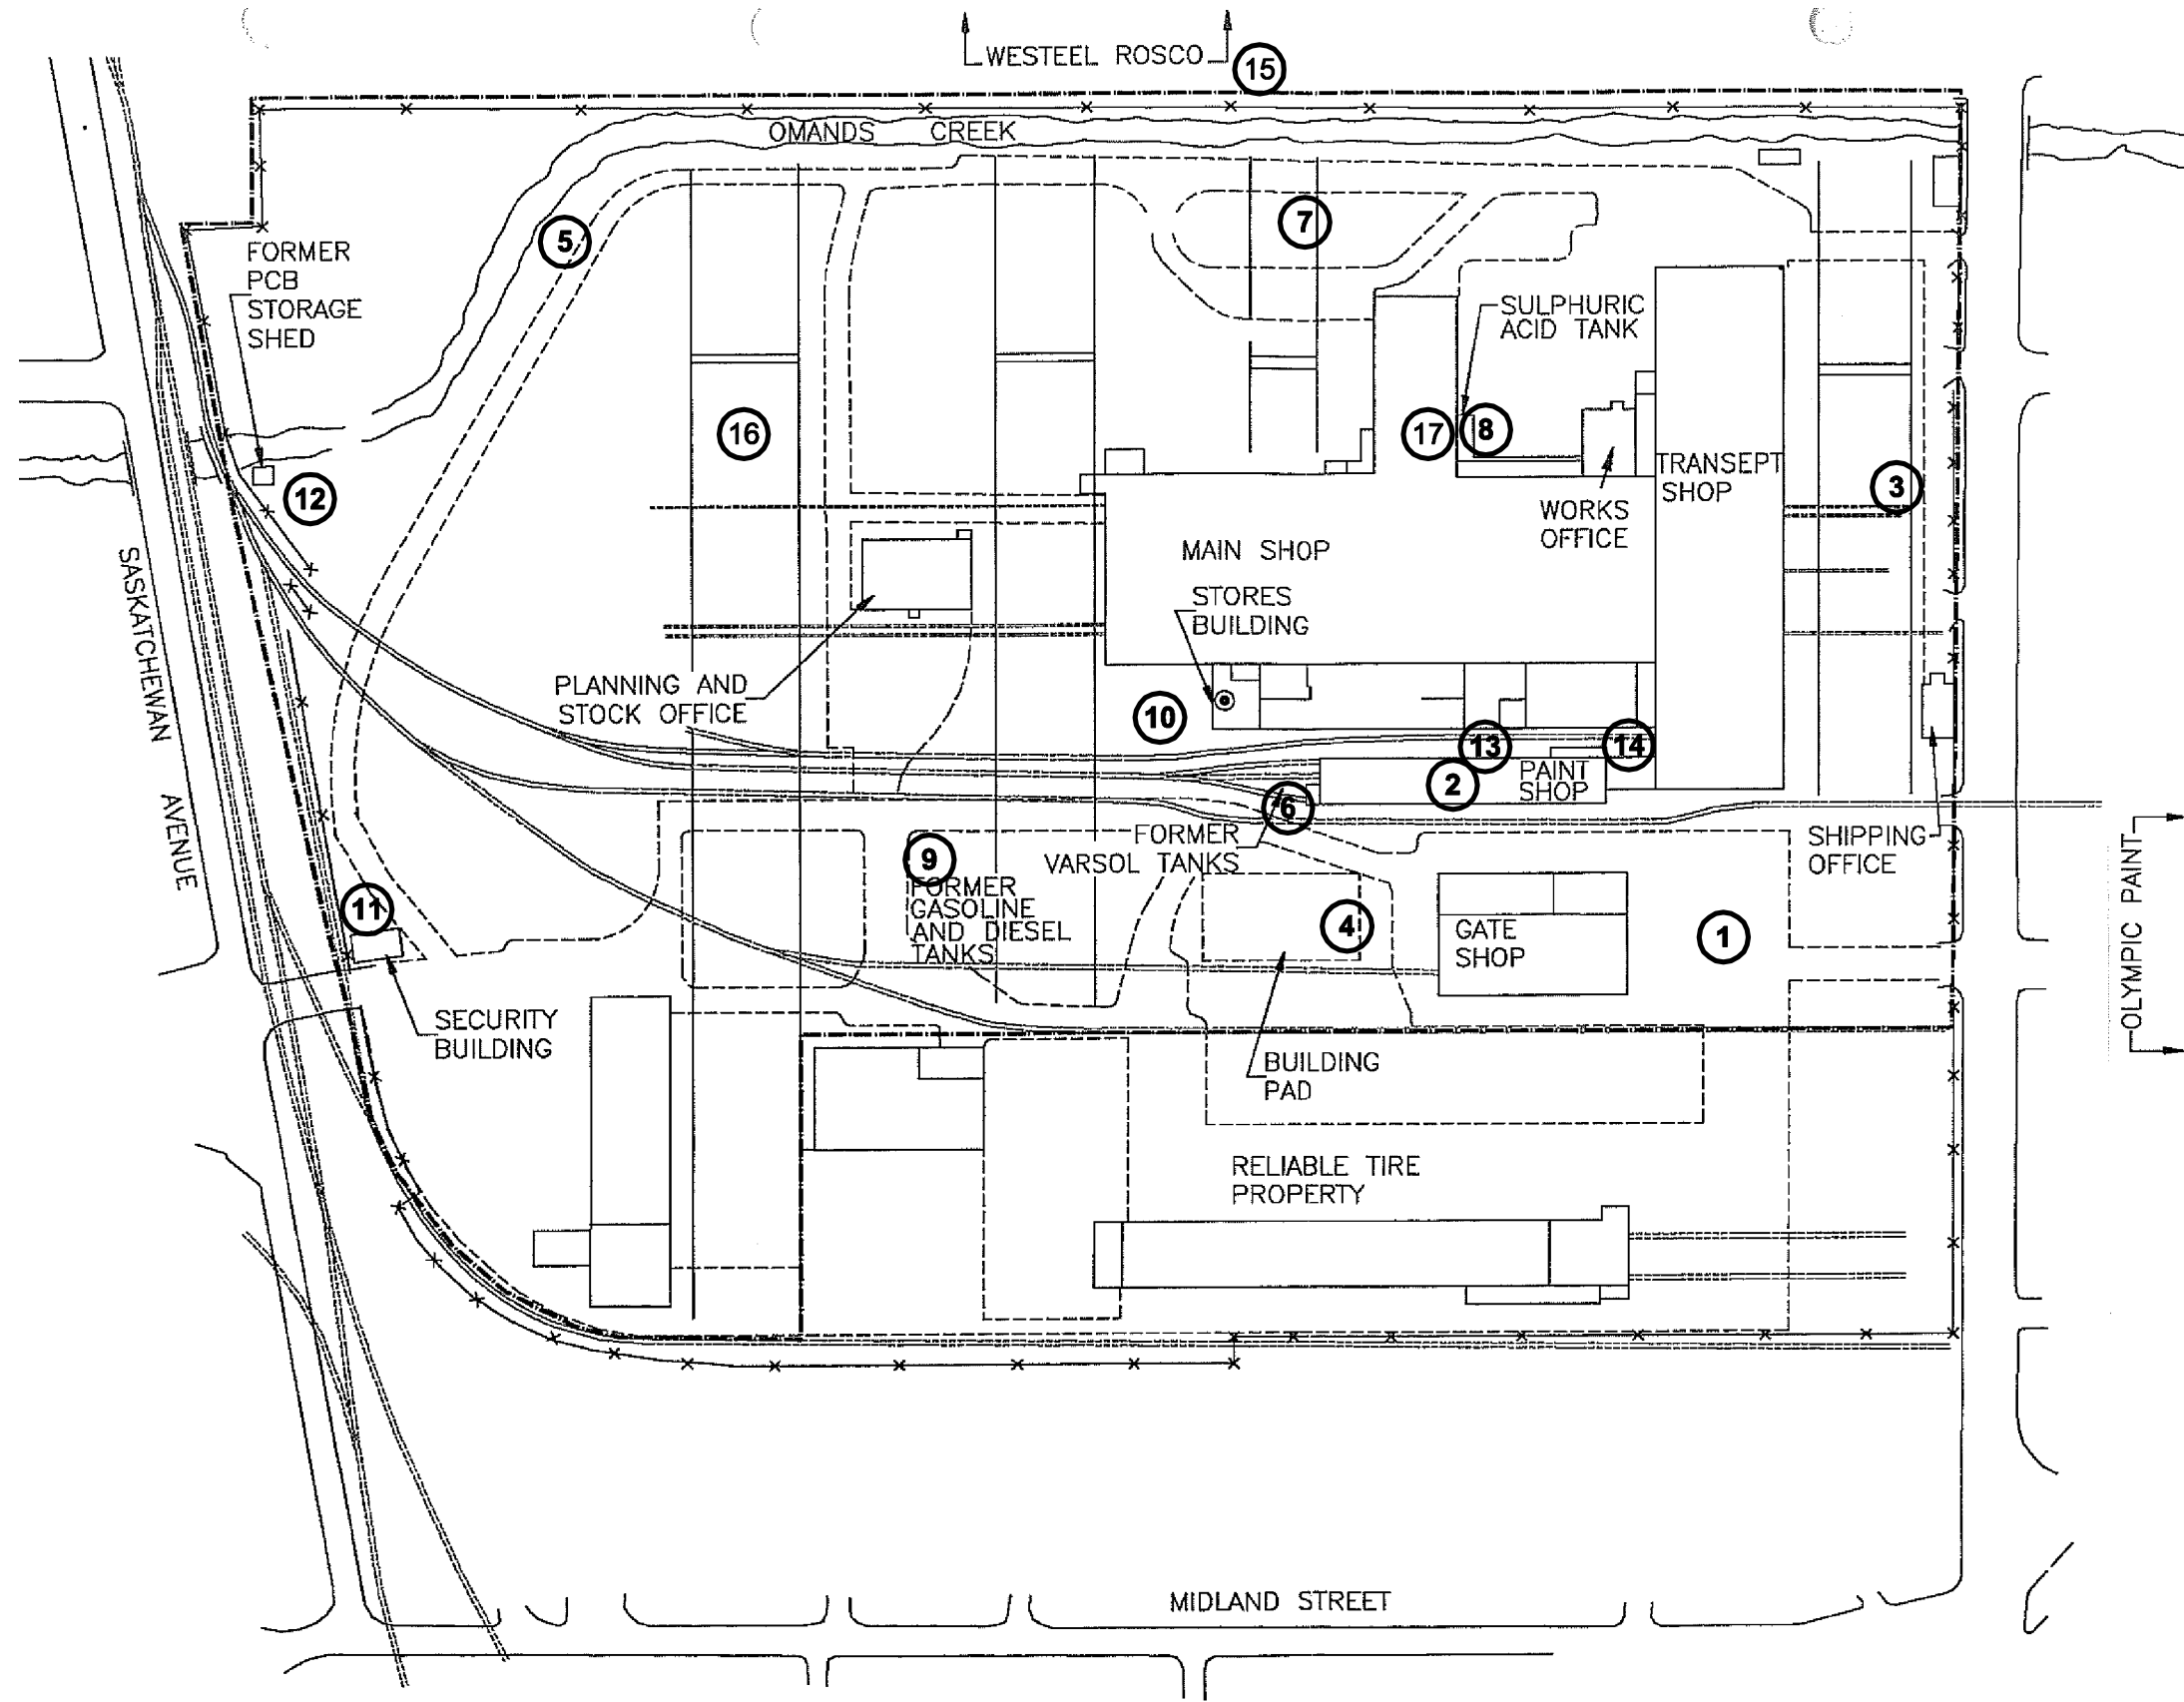 WESTEEL ROSCO
15
OMANDS CREEK
5
7
FORMER
PCB
STORAGE
SHED
SULPHURIC
ACID TANK
16
17
8
12
TRANSEPT
SHOP
3
WORKS
OFFICE
MAIN SHOP
STORES
BUILDING
SASKATCHEWAN
AVENUE
PLANNING AND
STOCK OFFICE
10
13
14
2
PAINT
SHOP
6
FORMER
VARSOL TANKS
SHIPPING
OFFICE
9
FORMER
GASOLINE
AND DIESEL
TANKS
11
4
GATE
SHOP
1
OLYMPIC PAINT
SECURITY
BUILDING
BUILDING
PAD
RELIABLE TIRE
PROPERTY
MIDLAND STREET